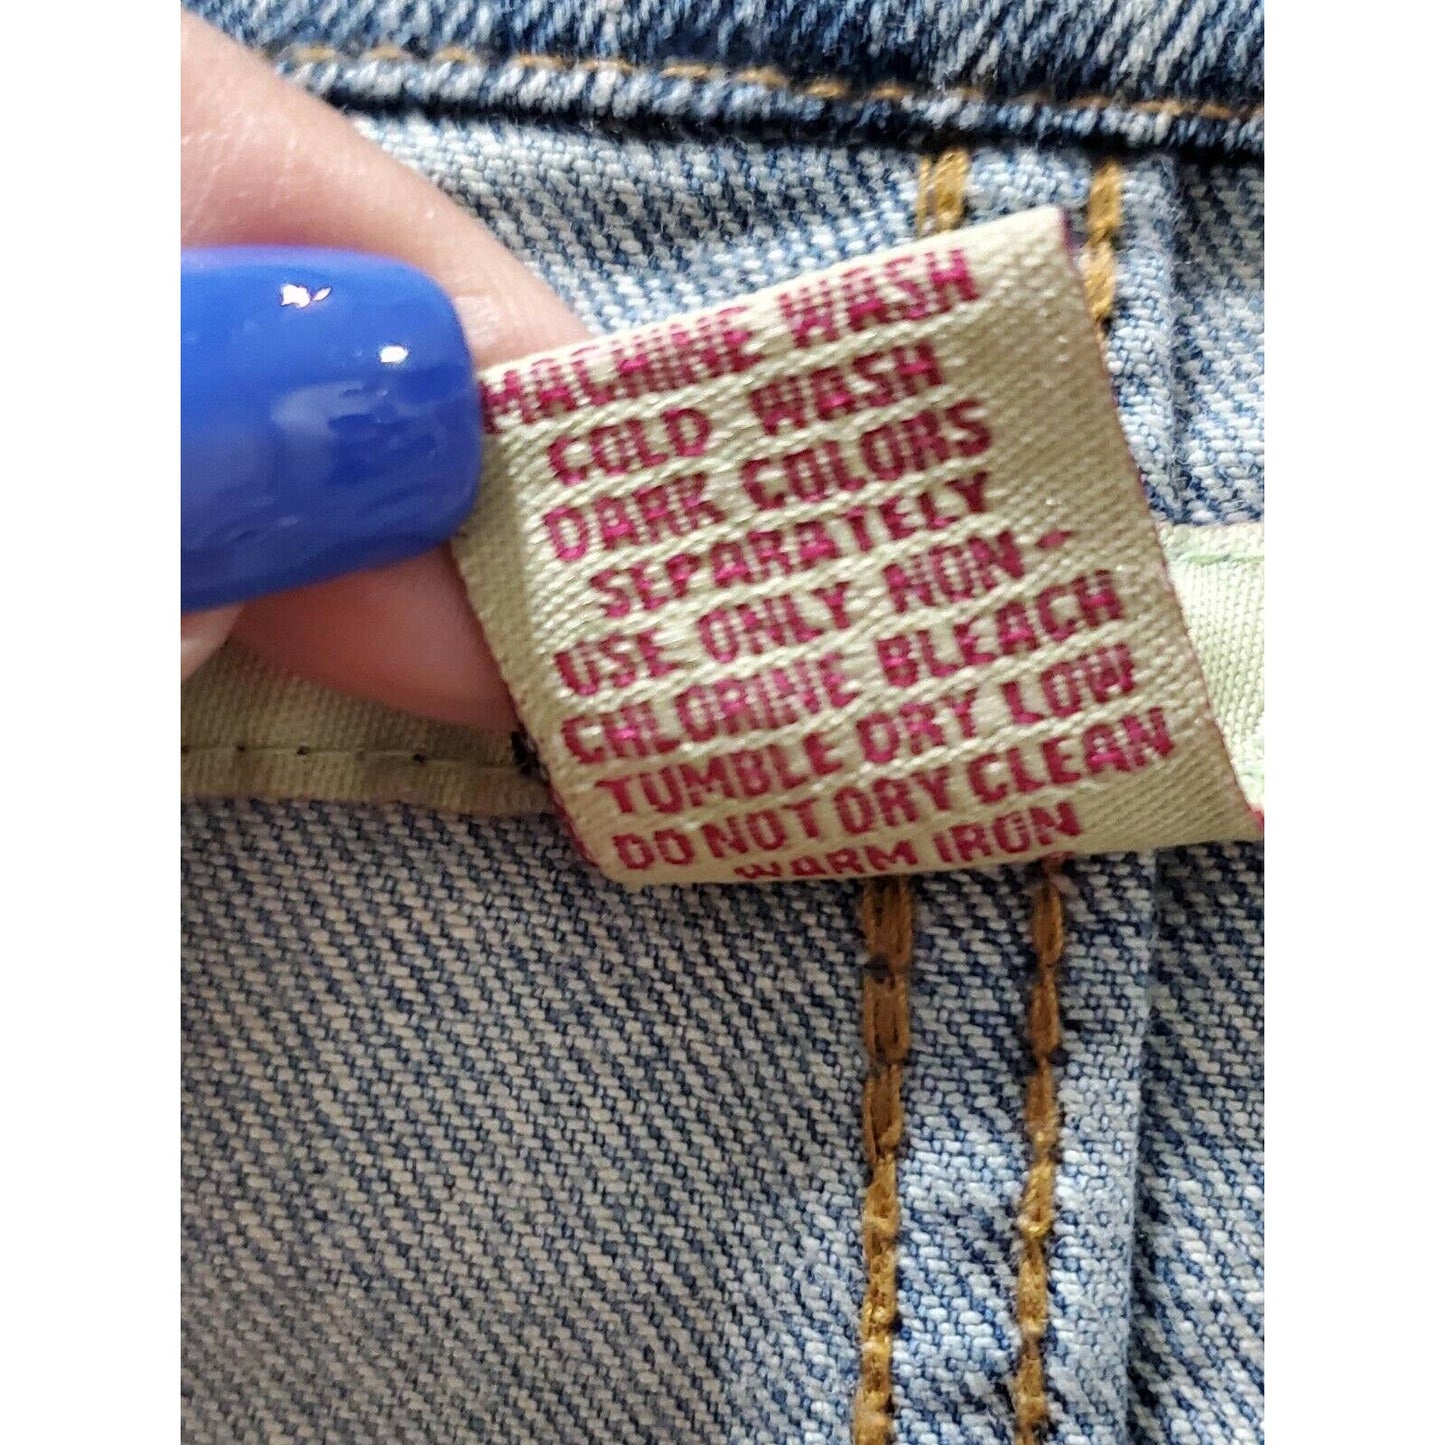 MACHINE WASH
COLD WASH
DARK COLORS
SEPARATELY
USE ONLY NON-
CHLORINE BLEACH
TUMBLE DRY LOW
DO NOT DRY CLEAN
WARM IRON